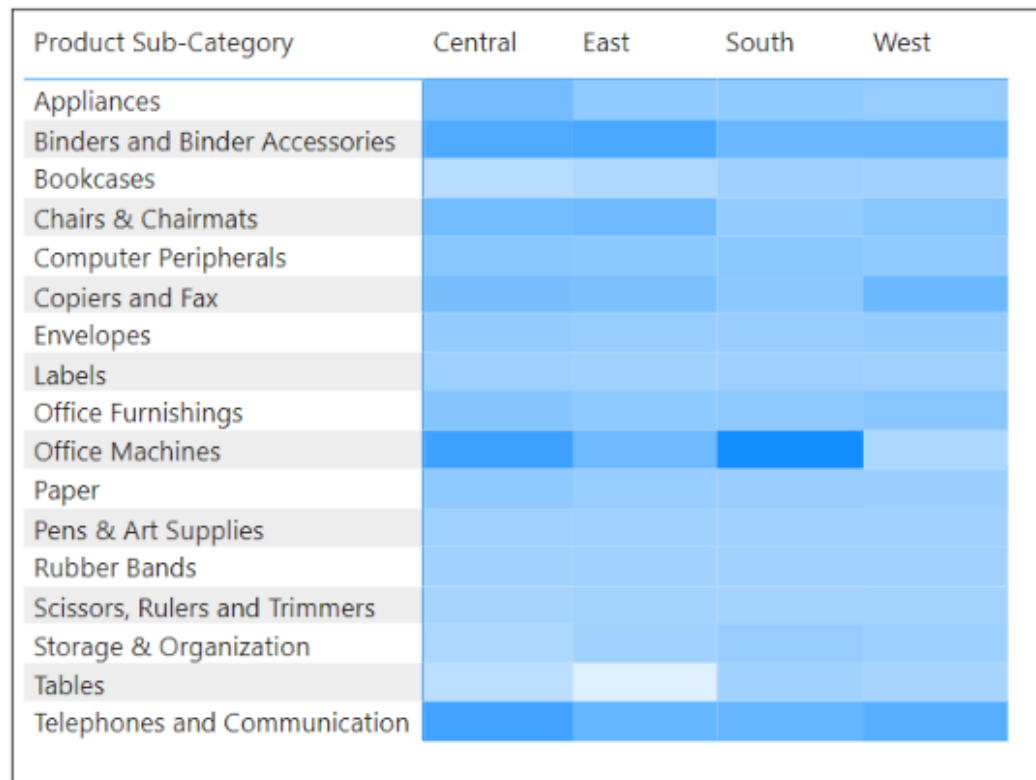 Product Sub-Category Central East South West
Appliances
Binders and Binder Accessories
Bookcases
Chairs & Chairmats
Computer Peripherals
Copiers and Fax
Envelopes
Labels
Office Furnishings
Office Machines
Paper
Pens & Art Supplies
Rubber Bands
Scissors, Rulers and Trimmers
Storage & Organization
Tables
Telephones and Communication